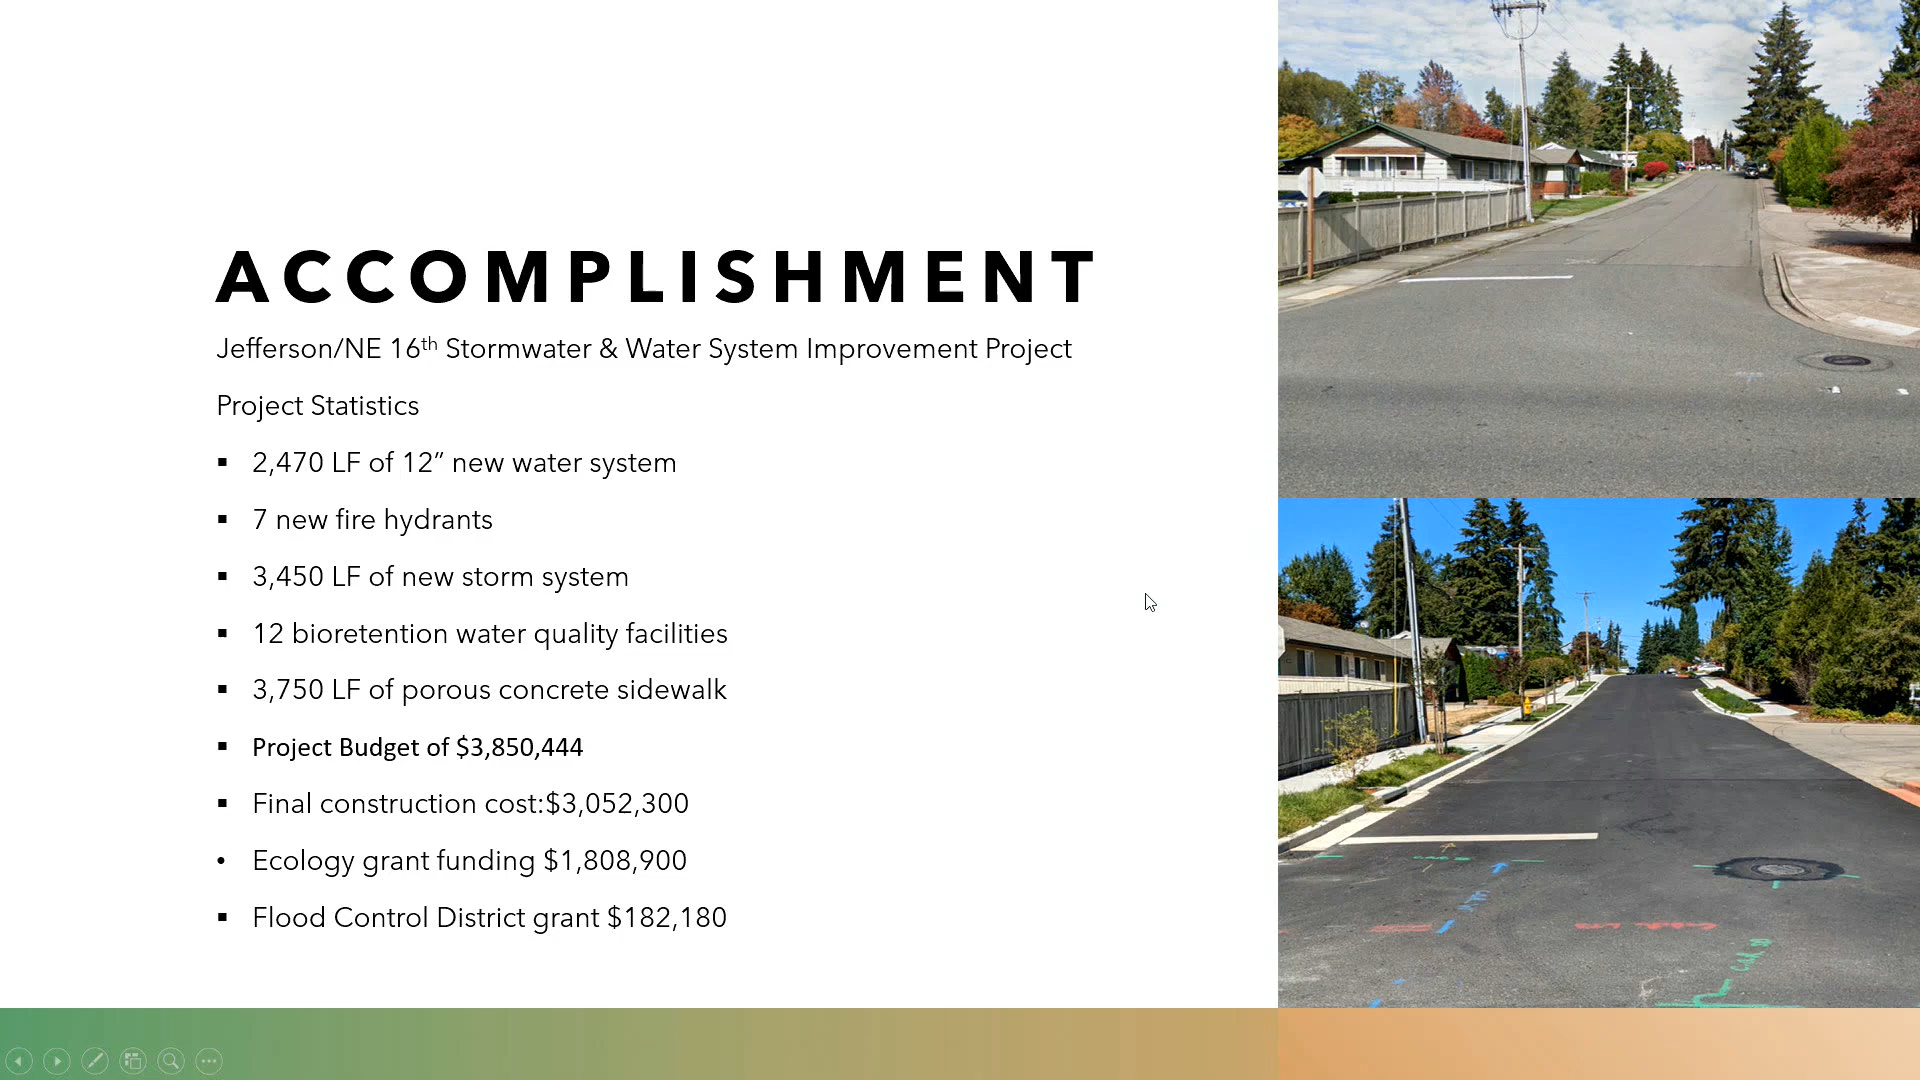 ACCOMPLISHMENT
Jefferson/NE 16th Stormwater & Water System Improvement Project
Project Statistics
▪ 2,470 LF of 12” new water system
▪ 7 new fire hydrants
▪ 3,450 LF of new storm system
▪ 12 bioretention water quality facilities
▪ 3,750 LF of porous concrete sidewalk
▪ Project Budget of $3,850,444
▪ Final construction cost:$3,052,300
• Ecology grant funding $1,808,900
▪ Flood Control District grant $182,180